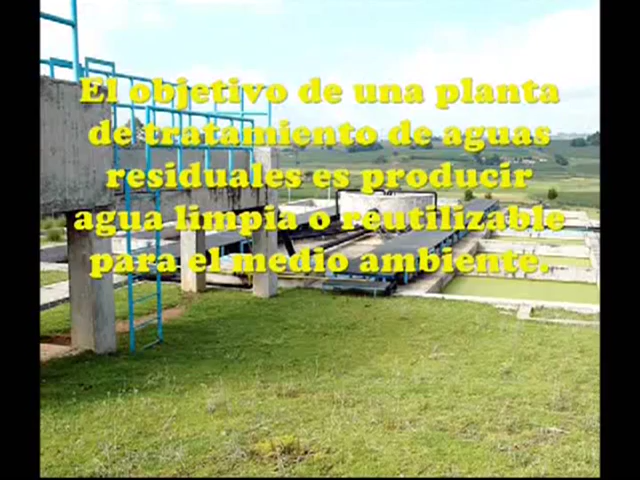 El objetivo de una planta
de tratamiento de aguas
residuales es producir
agua limpia o reutilizable
para el medio ambiente.